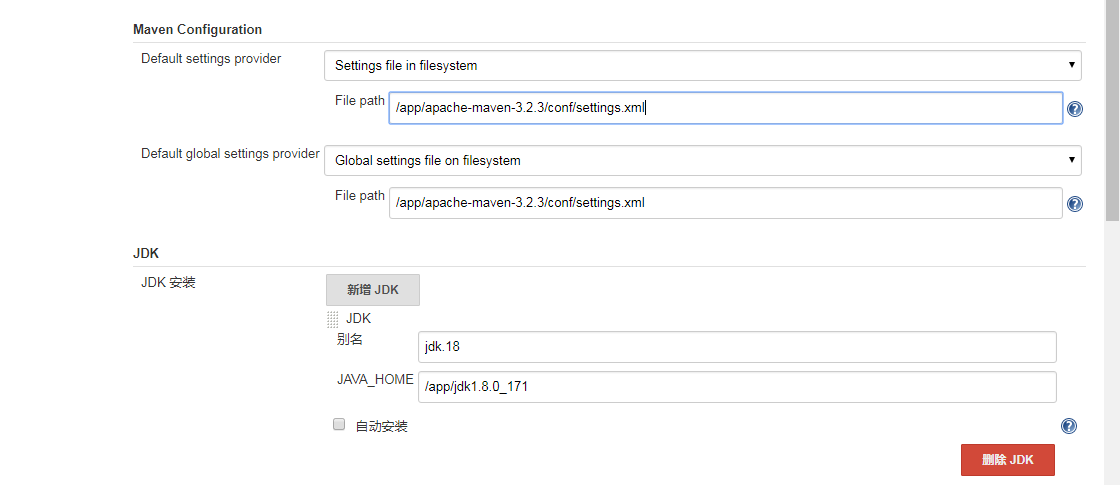 Maven Configuration
Default settings provider
Settings file in filesystem
File path
/app/apache-maven-3.2.3/conf/settings.xml
Default global settings provider
Global settings file on filesystem
File path
/app/apache-maven-3.2.3/conf/settings.xml
JDK
JDK 安装
新增 JDK
JDK
别名
jdk.18
JAVA_HOME
/app/jdk1.8.0_171
自动安装
删除 JDK